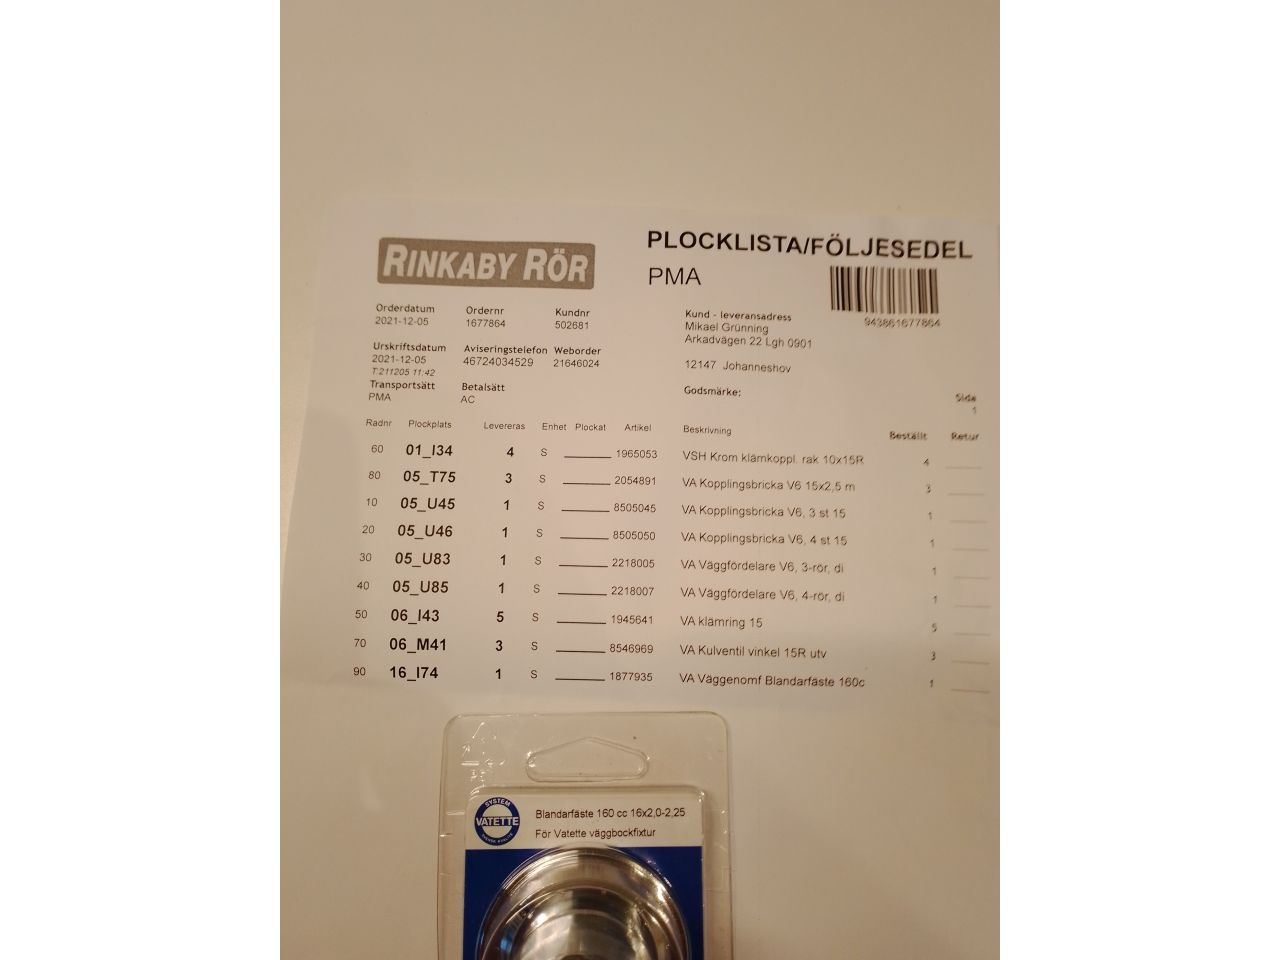 RINKABY RÖR
PLOCKLISTA/FÖLJESEDEL
PMA
943861677864
Orderdatum Ordernr Kundnr
2021-12-05 1677864 502681
Kund - leveransadress
Mikael Grünning
Arkadvägen 22 Lgh 0901
12147 Johanneshov
Urskriftsdatum Aviseringstelefon Weborder
2021-12-05 46724034529 21646024
T:211205 11:42
Transportsätt Betalsätt
PMA AC
Godsmärke:
Sida
1
Radnr Plockplats Levereras Enhet Plockat Artikel Beskrivning Beställt Retur
60 01_I34 4 S 1965053 VSH Krom klämkoppl. rak 10x15R 4
80 05_T75 3 S 2054891 VA Kopplingsbricka V6 15x2,5 m 3
10 05_U45 1 S 8505045 VA Kopplingsbricka V6, 3 st 15 1
20 05_U46 1 S 8505050 VA Kopplingsbricka V6, 4 st 15 1
30 05_U83 1 S 2218005 VA Väggfördelare V6, 3-rör, di 1
40 05_U85 1 S 2218007 VA Väggfördelare V6, 4-rör, di 1
50 06_I43 5 S 1945641 VA klämring 15 5
70 06_M41 3 S 8546969 VA Kulventil vinkel 15R utv 3
90 16_I74 1 S 1877935 VA Väggenomf Blandarfäste 160c 1
SYSTEM
VATETTE
Blandarfäste 160 cc 16x2,0-2,25
För Vatette väggbockfixtur